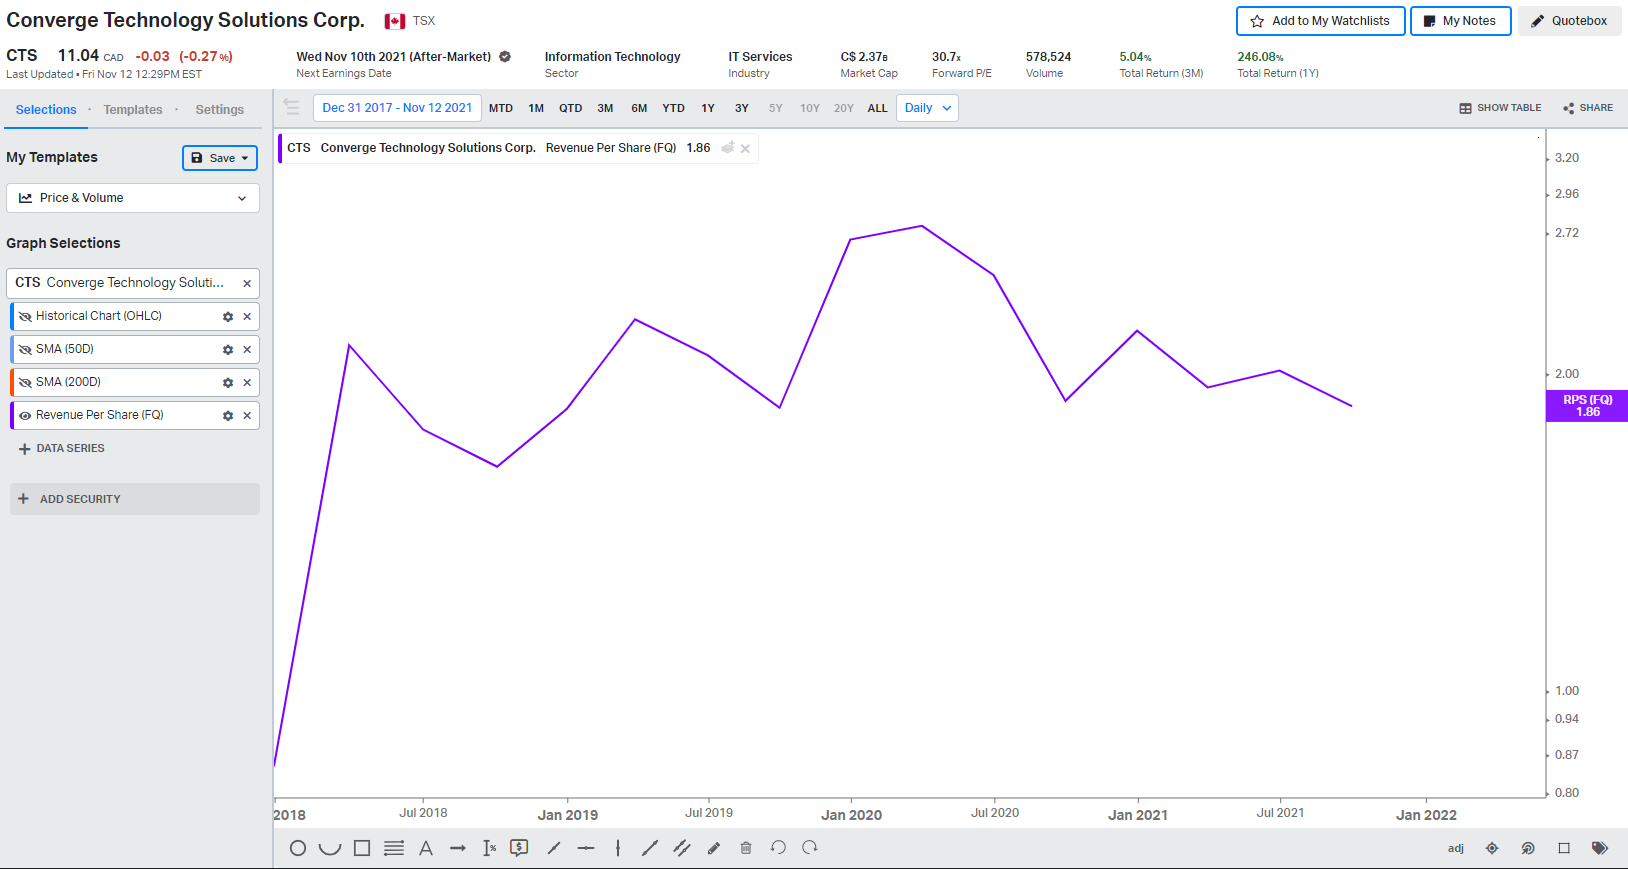 Converge Technology Solutions Corp. TSX
Add to My Watchlists My Notes Quotebox
CTS 11.04 CAD -0.03 (-0.27%)
Last Updated • Fri Nov 12 12:29PM EST
Wed Nov 10th 2021 (After-Market)
Next Earnings Date
Information Technology
Sector
IT Services
Industry
C$ 2.37B
Market Cap
30.7x
Forward P/E
578,524
Volume
5.04%
Total Return (3M)
246.08%
Total Return (1Y)
Selections · Templates · Settings
Dec 31 2017 - Nov 12 2021 MTD 1M QTD 3M 6M YTD 1Y 3Y 5Y 10Y 20Y ALL Daily
SHOW TABLE SHARE
My Templates Save
Price & Volume
Graph Selections
CTS Converge Technology Soluti...
Historical Chart (OHLC)
SMA (50D)
SMA (200D)
Revenue Per Share (FQ)
+ DATA SERIES
+ ADD SECURITY
CTS Converge Technology Solutions Corp. Revenue Per Share (FQ) 1.86
3.20
2.96
2.72
2.00
RPS (FQ)
1.86
1.00
0.94
0.87
0.80
2018 Jul 2018 Jan 2019 Jul 2019 Jan 2020 Jul 2020 Jan 2021 Jul 2021 Jan 2022
adj